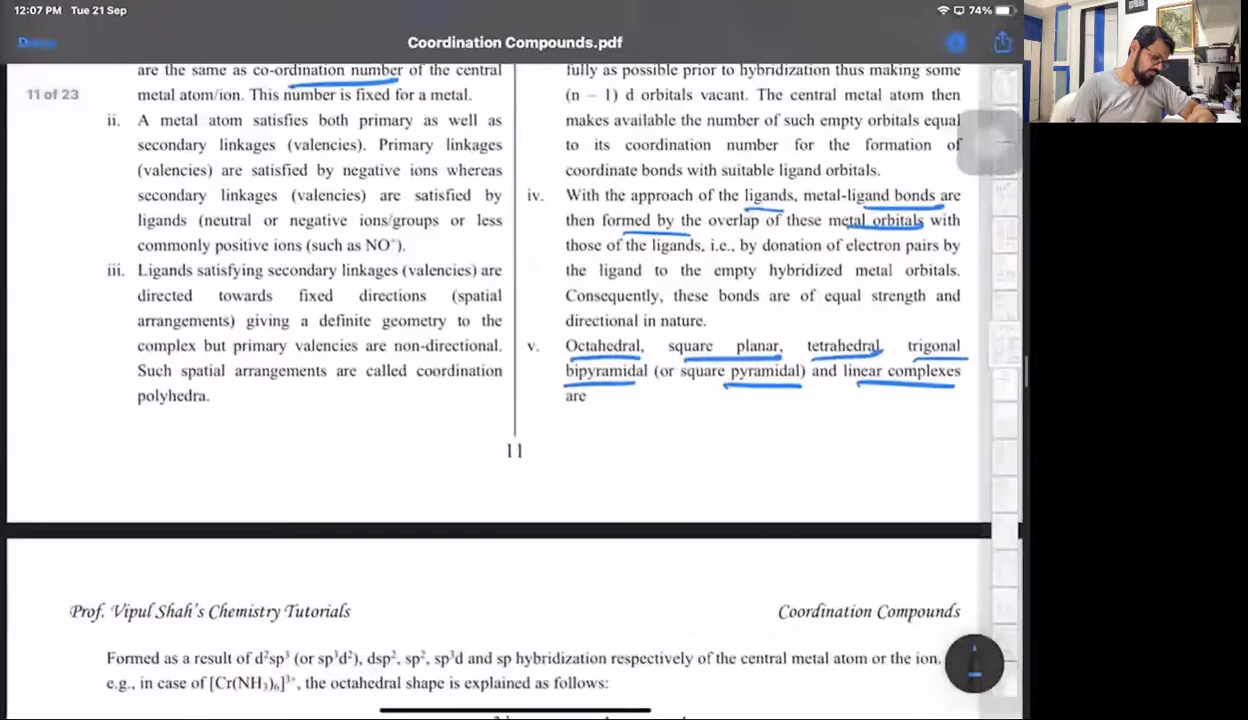 12:07 PM Tue 21 Sep
74%
Done
Coordination Compounds.pdf
11 of 23
are the same as co-ordination number of the central
metal atom/ion. This number is fixed for a metal.
ii. A metal atom satisfies both primary as well as
secondary linkages (valencies). Primary linkages
(valencies) are satisfied by negative ions whereas
secondary linkages (valencies) are satisfied by
ligands (neutral or negative ions/groups or less
commonly positive ions (such as NO⁺).
iii. Ligands satisfying secondary linkages (valencies) are
directed towards fixed directions (spatial
arrangements) giving a definite geometry to the
complex but primary valencies are non-directional.
Such spatial arrangements are called coordination
polyhedra.
fully as possible prior to hybridization thus making some
(n – 1) d orbitals vacant. The central metal atom then
makes available the number of such empty orbitals equal
to its coordination number for the formation of
coordinate bonds with suitable ligand orbitals.
iv. With the approach of the ligands, metal-ligand bonds are
then formed by the overlap of these metal orbitals with
those of the ligands, i.e., by donation of electron pairs by
the ligand to the empty hybridized metal orbitals.
Consequently, these bonds are of equal strength and
directional in nature.
v. Octahedral, square planar, tetrahedral, trigonal
bipyramidal (or square pyramidal) and linear complexes
are
11
Prof. Vipul Shah's Chemistry Tutorials
Coordination Compounds
Formed as a result of d²sp³ (or sp³d²), dsp², sp², sp³d and sp hybridization respectively of the central metal atom or the ion.
e.g., in case of [Cr(NH₃)₆]³⁺, the octahedral shape is explained as follows: